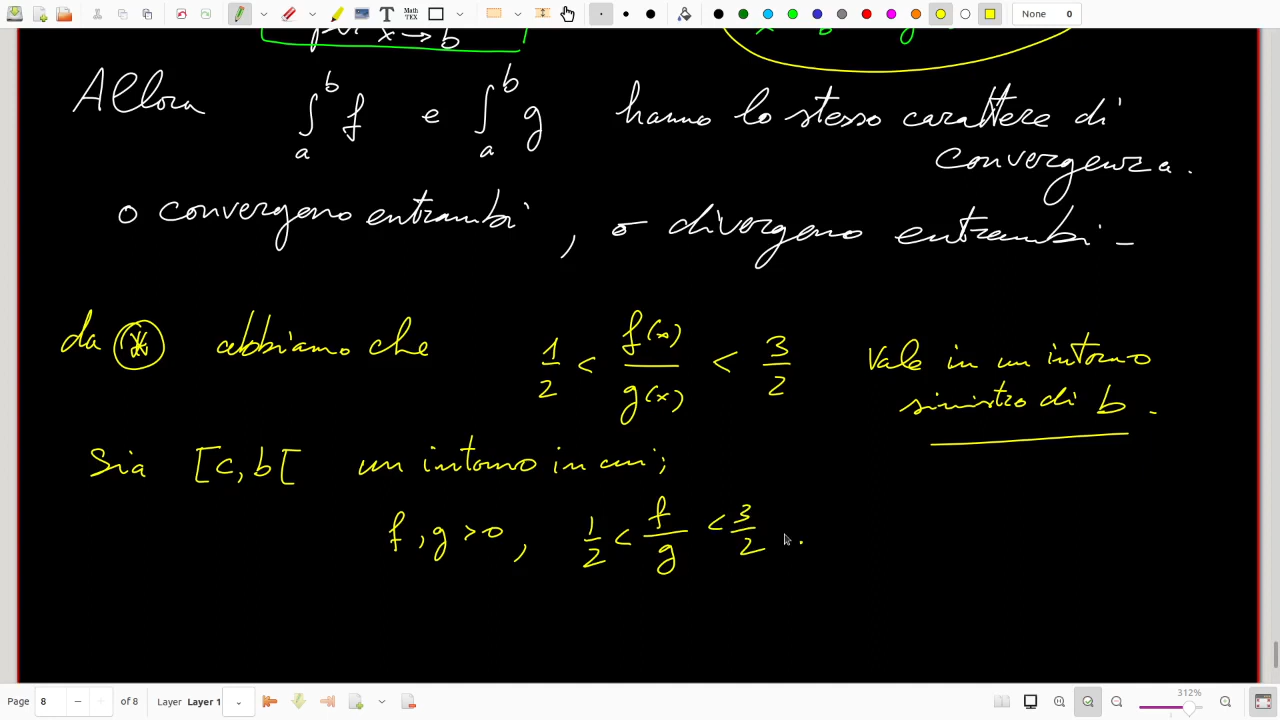 None 0
per x → b
Allora ∫_a^b f e ∫_a^b g hanno lo stesso carattere di
convergenza.
o convergono entrambi, o divergono entrambi -
da ⊛ abbiamo che 1/2 < f(x)/g(x) < 3/2 vale in un intorno
sinistro di b.
Sia [c, b[ un intorno in cui;
f, g > 0, 1/2 < f/g < 3/2 .
Page 8 of 8 Layer Layer 1 312%